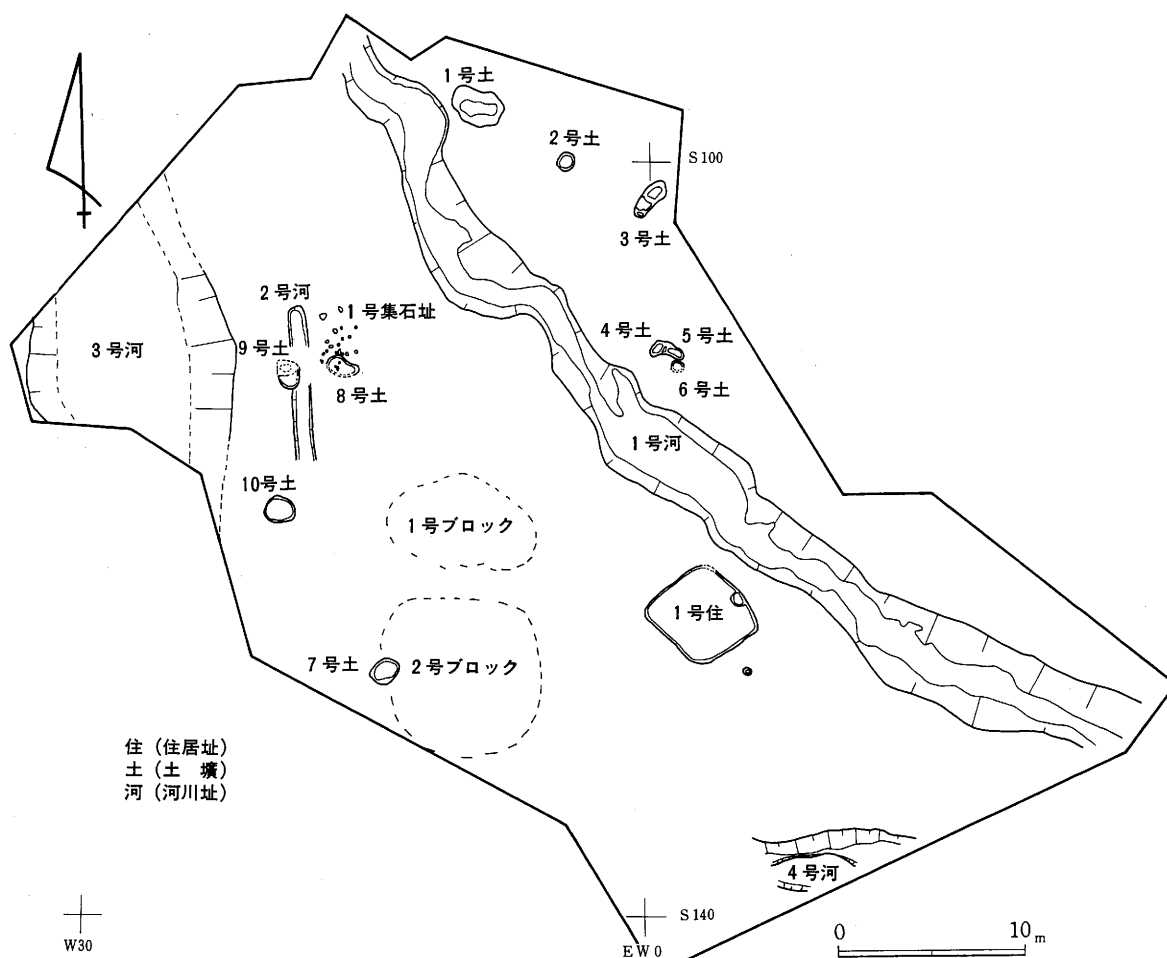 1号土
2号土
S100
3号土
2号河
1号集石址
4号土
5号土
3号河
9号土
8号土
6号土
1号河
10号土
1号ブロック
1号住
7号土
2号ブロック
住(住居址)
土(土 壙)
河(河川址)
4号河
W30
EW0
S140
0
10m